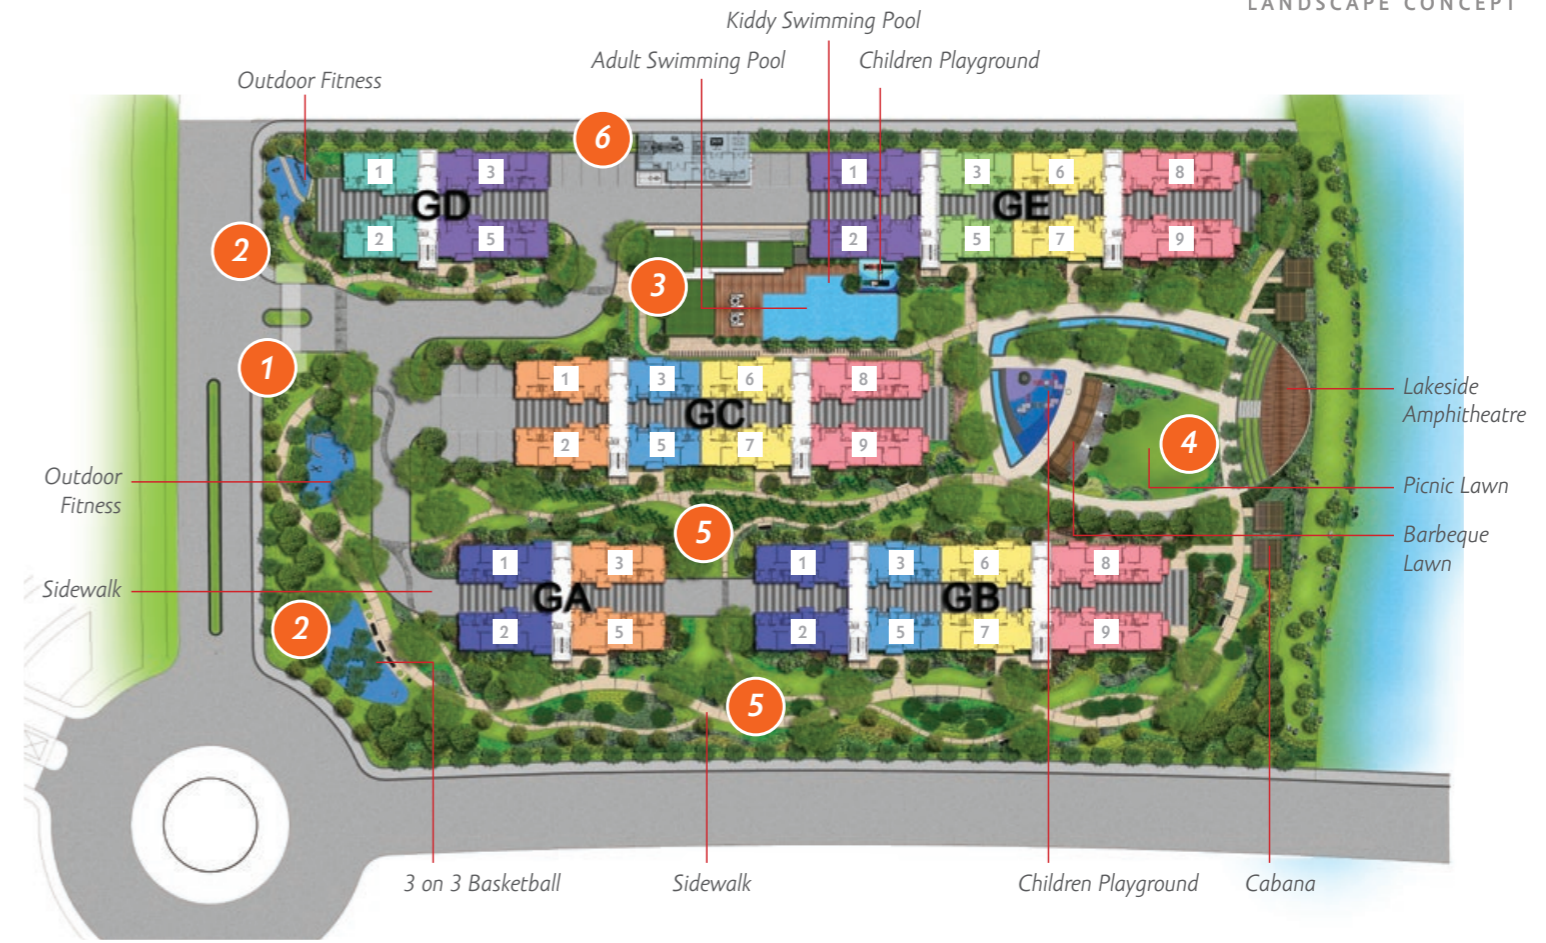 LANDSCAPE CONCEPT
Kiddy Swimming Pool
Adult Swimming Pool
Children Playground
Outdoor Fitness
6
1
3
GD
2
5
1
3
6
8
GE
2
5
7
9
2
3
1
1
3
6
8
GC
2
5
7
9
4
Lakeside
Amphitheatre
Outdoor
Fitness
Picnic Lawn
5
Barbeque
Lawn
1
3
GA
2
5
1
3
6
8
GB
2
5
7
9
Sidewalk
2
5
3 on 3 Basketball
Sidewalk
Children Playground
Cabana